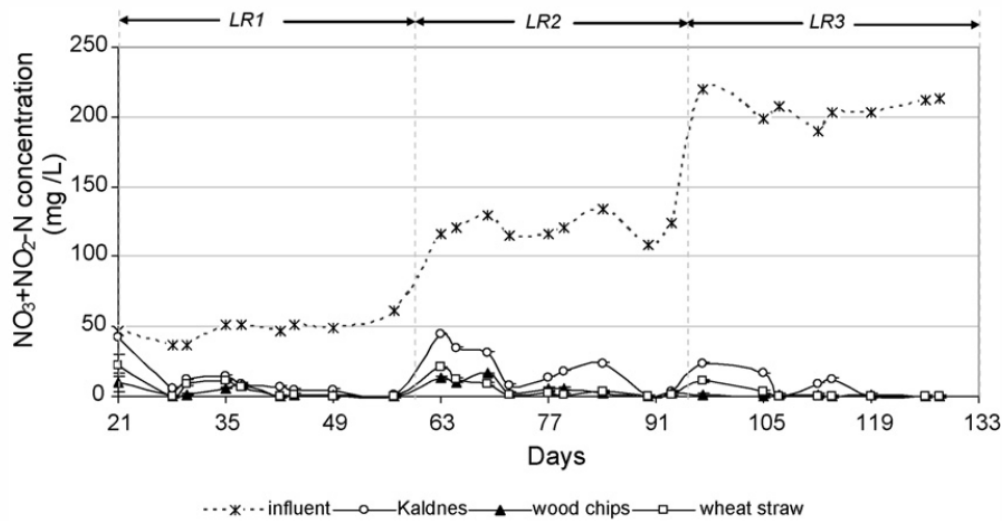 LR1 LR2 LR3
NO₃+NO₂-N concentration
(mg /L)
250
200
150
100
50
0
21 35 49 63 77 91 105 119 133
Days
influent Kaldnes wood chips wheat straw